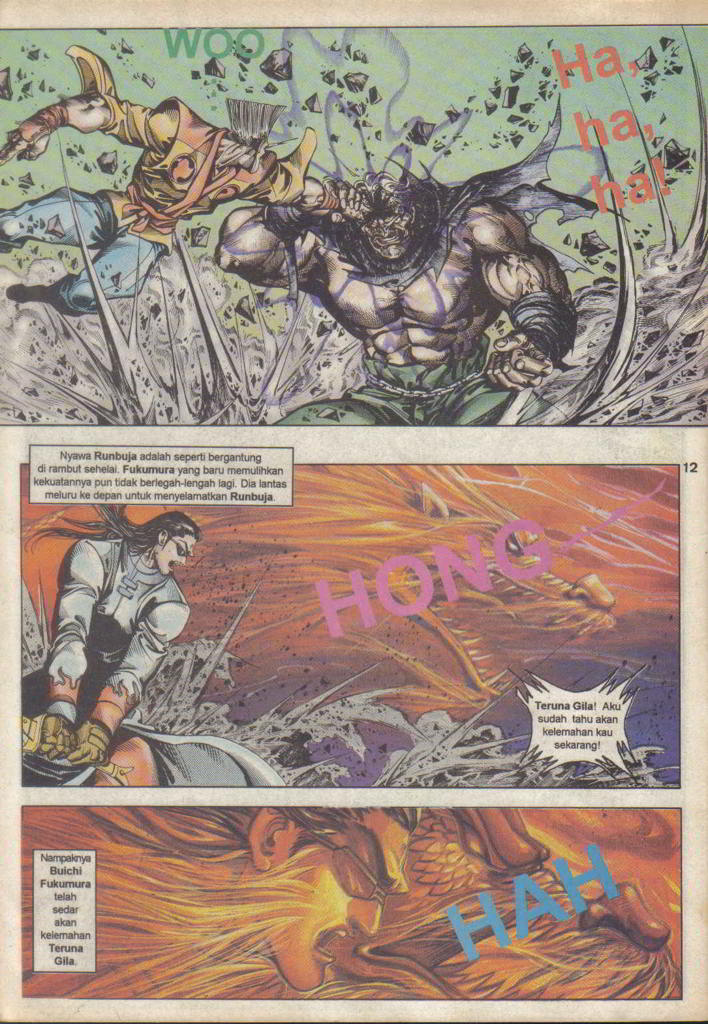 WOO
Ha,
ha,
ha!
Nyawa Runbuja adalah seperti bergantung
di rambut sehelai. Fukumura yang baru memulihkan
kekuatannya pun tidak berlegah-lengah lagi. Dia lantas
meluru ke depan untuk menyelamatkan Runbuja.
12
HONG
Teruna Gila! Aku
sudah tahu akan
kelemahan kau
sekarang!
Nampaknya
Buichi
Fukumura
telah
sedar
akan
kelemahan
Teruna
Gila.
HAH